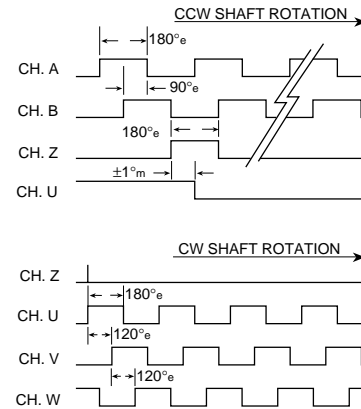 CCW SHAFT ROTATION
180°e
CH. A
90°e
CH. B
180°e
CH. Z
±1°m
CH. U
CW SHAFT ROTATION
CH. Z
180°e
CH. U
120°e
CH. V
120°e
CH. W